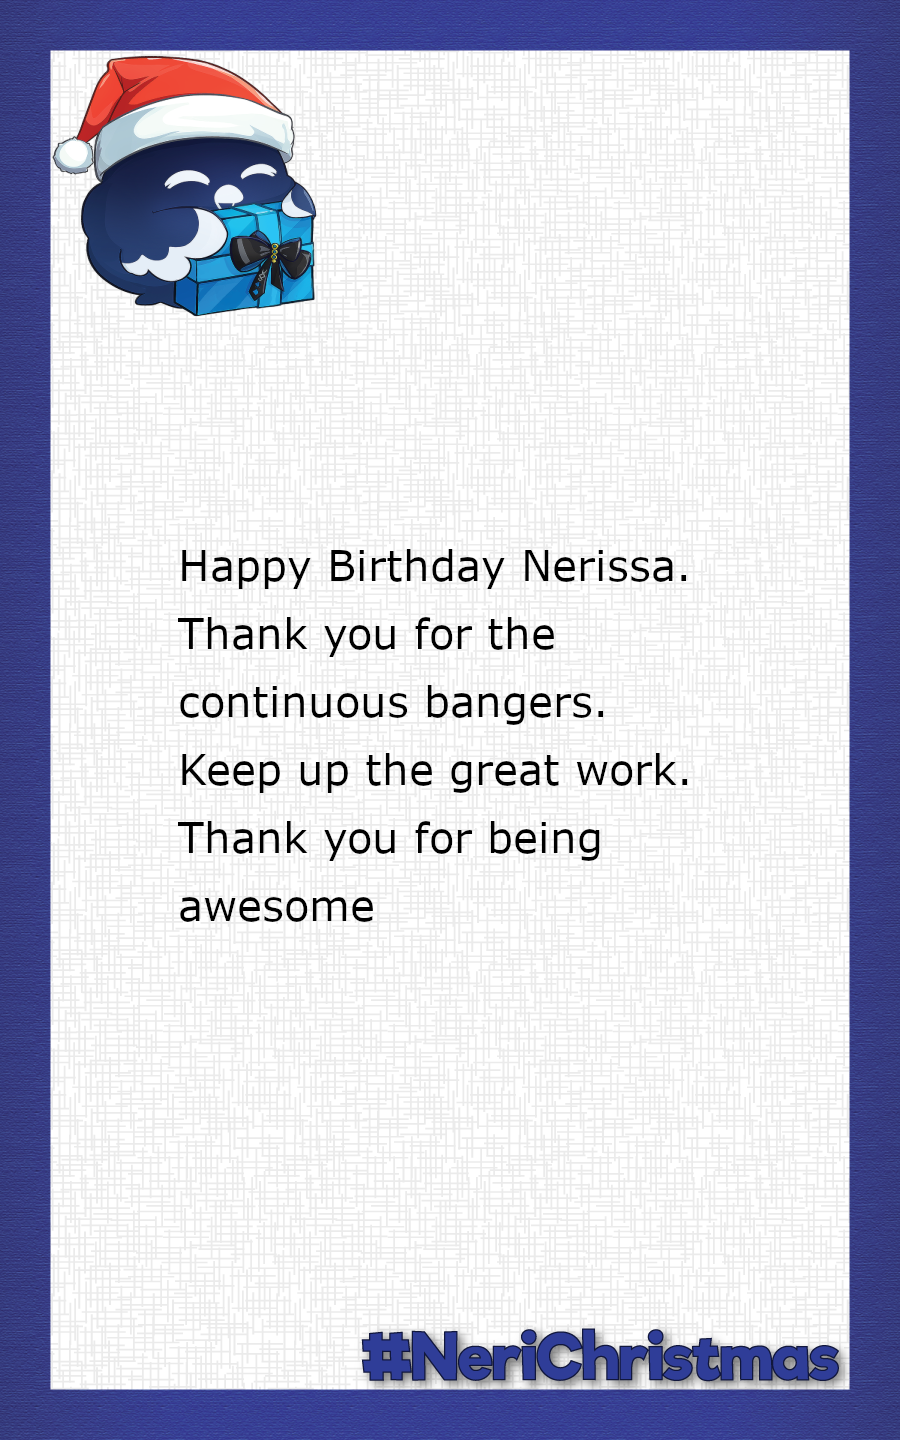 Happy Birthday Nerissa.
Thank you for the
continuous bangers.
Keep up the great work.
Thank you for being
awesome
#NeriChristmas